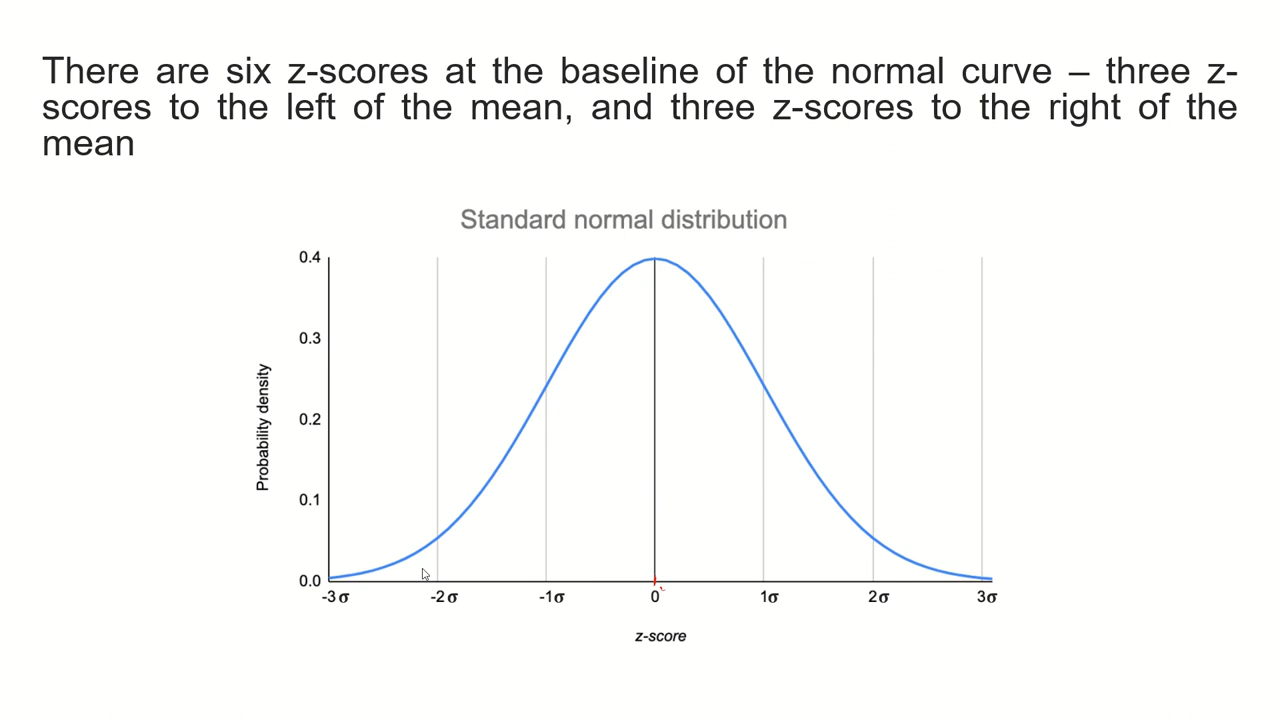 There are six z-scores at the baseline of the normal curve – three z-
scores to the left of the mean, and three z-scores to the right of the
mean
Standard normal distribution
0.4
0.3
0.2
0.1
0.0
Probability density
-3σ -2σ -1σ 0 1σ 2σ 3σ
z-score